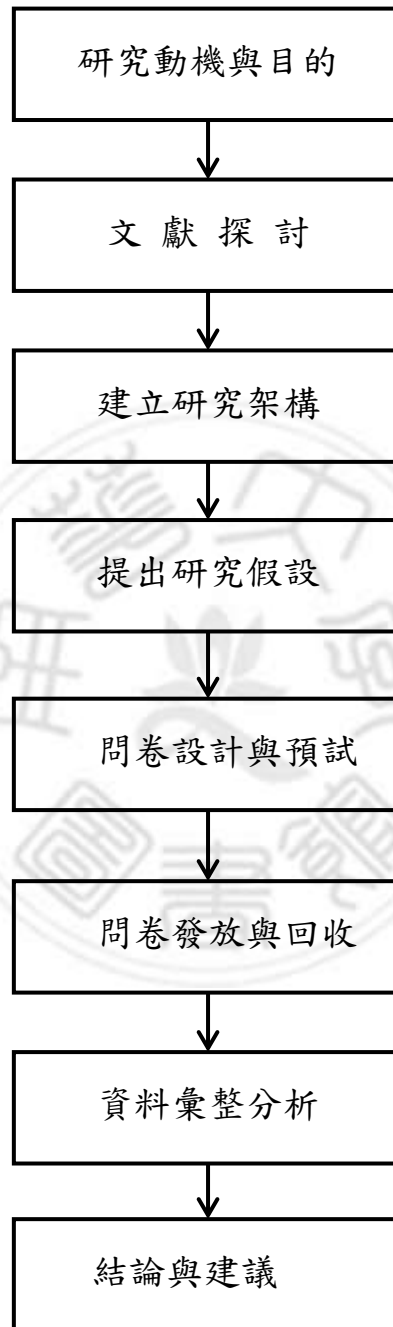 研究動機與目的
文 獻 探 討
建立研究架構
提出研究假設
問卷設計與預試
問卷發放與回收
資料彙整分析
結論與建議